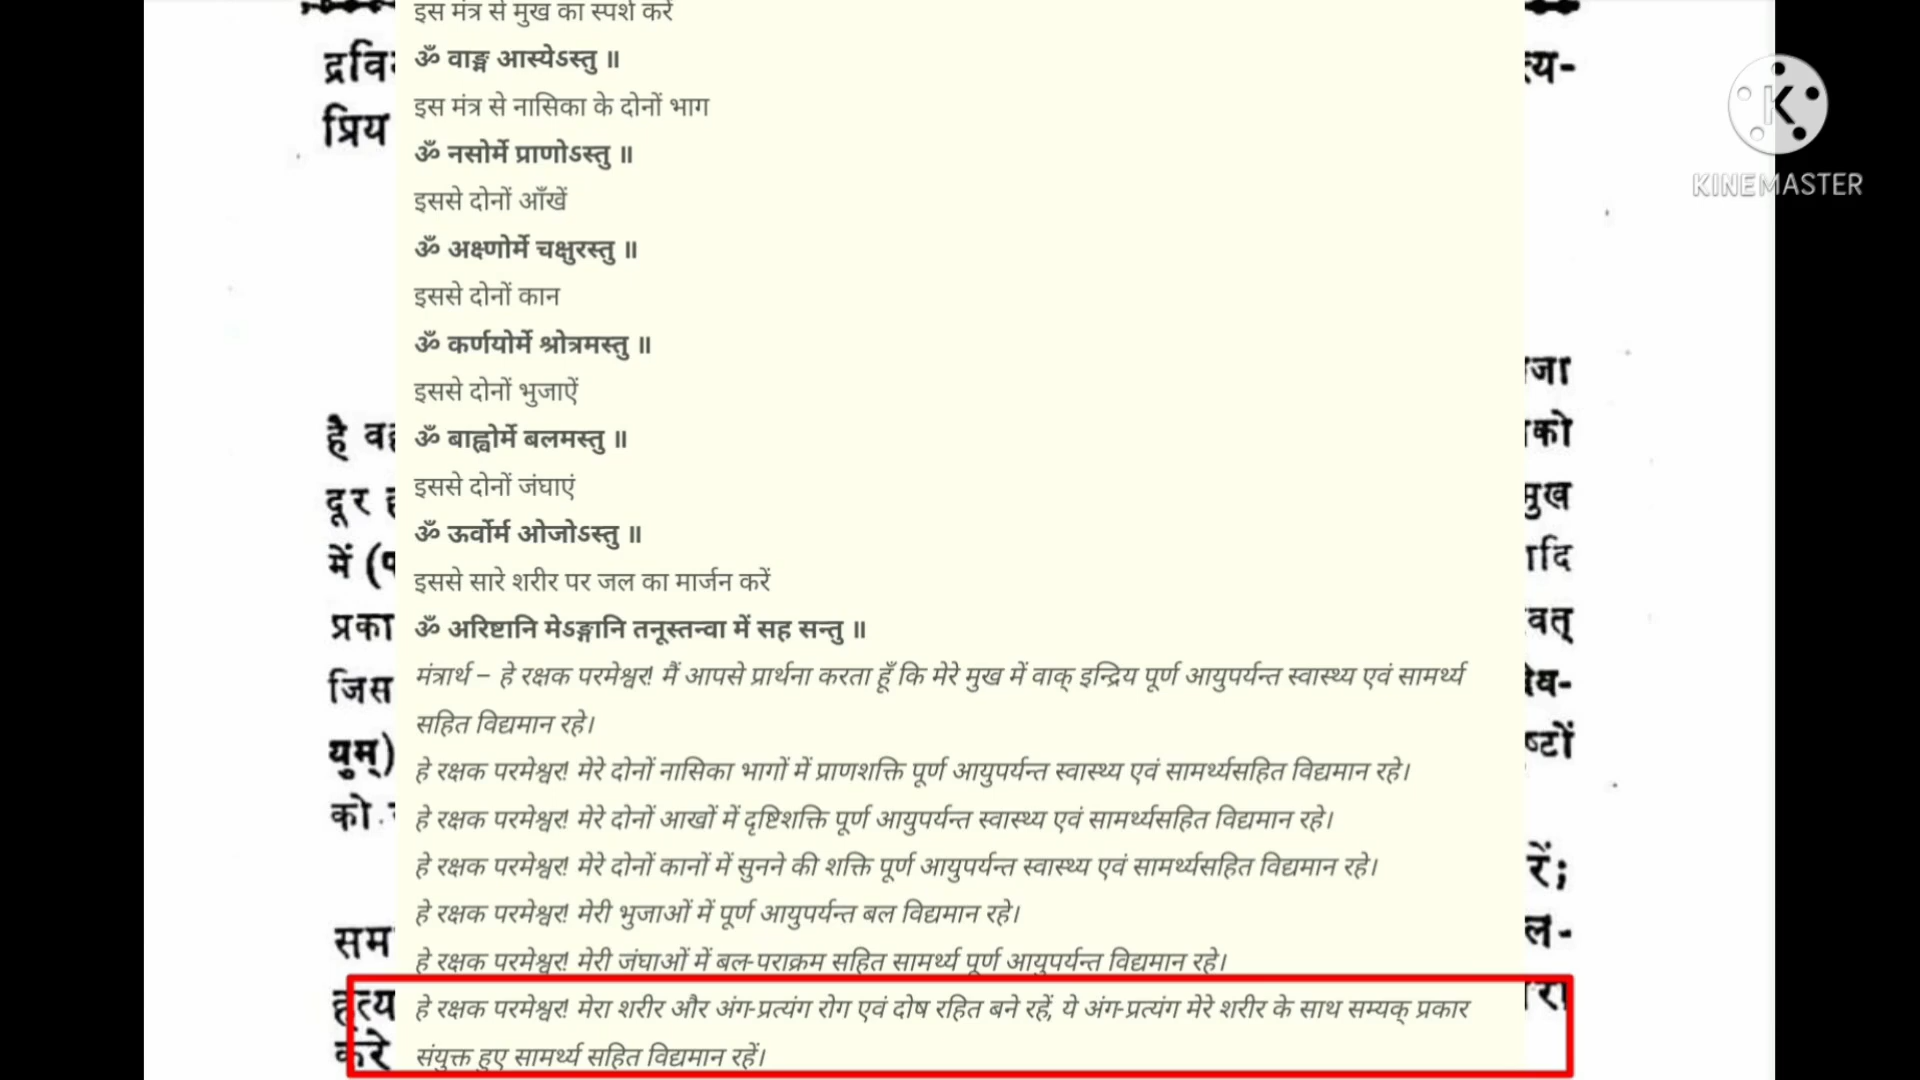 इस मंत्र से मुख का स्पर्श करें
ॐ वाङ्म आस्येऽस्तु ॥
इस मंत्र से नासिका के दोनों भाग
ॐ नसोर्मे प्राणोऽस्तु ॥
इससे दोनों आँखें
ॐ अक्ष्णोर्मे चक्षुरस्तु ॥
इससे दोनों कान
ॐ कर्णयोर्मे श्रोत्रमस्तु ॥
इससे दोनों भुजाऐं
ॐ बाह्वोर्मे बलमस्तु ॥
इससे दोनों जंघाएं
ॐ ऊर्वोर्म ओजोऽस्तु ॥
इससे सारे शरीर पर जल का मार्जन करें
ॐ अरिष्टानि मेऽङ्गानि तनूस्तन्वा में सह सन्तु ॥
मंत्रार्थ – हे रक्षक परमेश्वर! मैं आपसे प्रार्थना करता हूँ कि मेरे मुख में वाक् इन्द्रिय पूर्ण आयुपर्यन्त स्वास्थ्य एवं सामर्थ्य
सहित विद्यमान रहे।
हे रक्षक परमेश्वर! मेरे दोनों नासिका भागों में प्राणशक्ति पूर्ण आयुपर्यन्त स्वास्थ्य एवं सामर्थ्यसहित विद्यमान रहे।
हे रक्षक परमेश्वर! मेरे दोनों आखों में दृष्टिशक्ति पूर्ण आयुपर्यन्त स्वास्थ्य एवं सामर्थ्यसहित विद्यमान रहे।
हे रक्षक परमेश्वर! मेरे दोनों कानों में सुनने की शक्ति पूर्ण आयुपर्यन्त स्वास्थ्य एवं सामर्थ्यसहित विद्यमान रहे।
हे रक्षक परमेश्वर! मेरी भुजाओं में पूर्ण आयुपर्यन्त बल विद्यमान रहे।
हे रक्षक परमेश्वर! मेरी जंघाओं में बल-पराक्रम सहित सामर्थ्य पूर्ण आयुपर्यन्त विद्यमान रहे।
हे रक्षक परमेश्वर! मेरा शरीर और अंग-प्रत्यंग रोग एवं दोष रहित बने रहें, ये अंग-प्रत्यंग मेरे शरीर के साथ सम्यक् प्रकार
संयुक्त हुए सामर्थ्य सहित विद्यमान रहें।
प्रिय
है
दूर
में
जिस
युम्)
को
करे
KINEMASTER